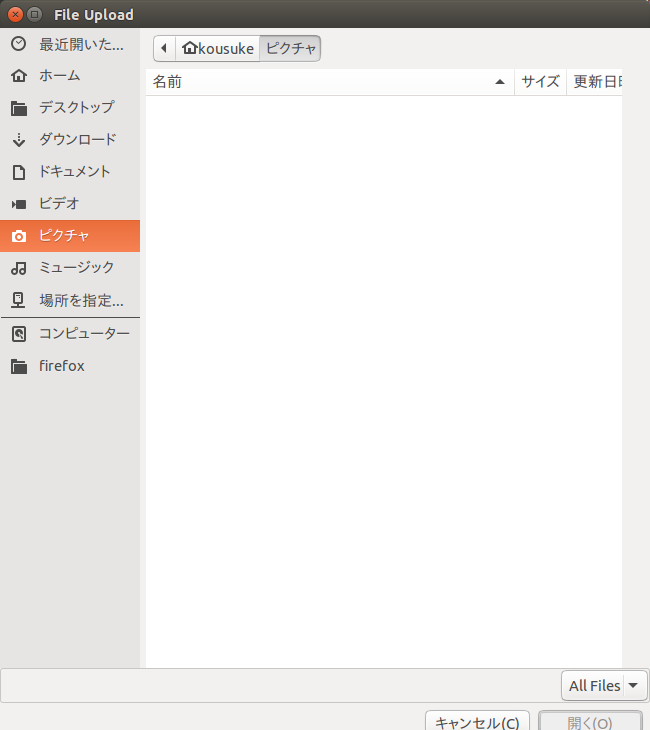 File Upload
最近開いた...
ホーム
デスクトップ
ダウンロード
ドキュメント
ビデオ
ピクチャ
ミュージック
場所を指定...
コンピューター
firefox
kousuke ピクチャ
名前 サイズ 更新日時
All Files
キャンセル(C) 開く(O)